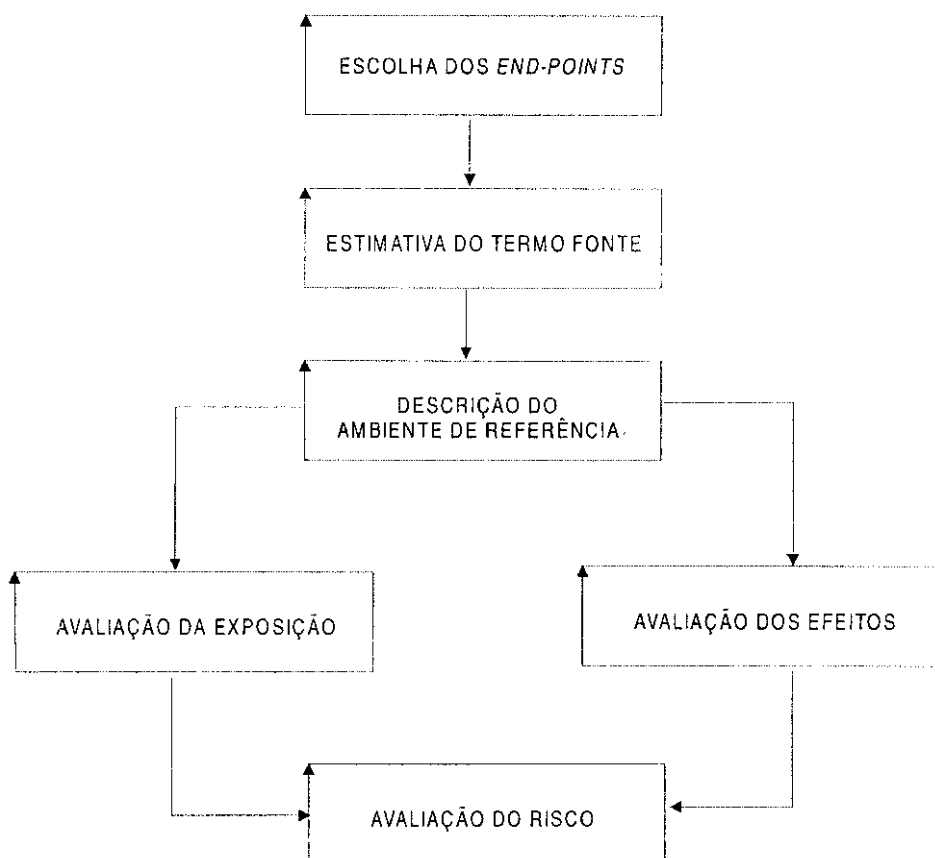 ESCOLHA DOS END-POINTS
ESTIMATIVA DO TERMO FONTE
DESCRIÇÃO DO
AMBIENTE DE REFERÊNCIA.
AVALIAÇÃO DA EXPOSIÇÃO
AVALIAÇÃO DOS EFEITOS
AVALIAÇÃO DO RISCO